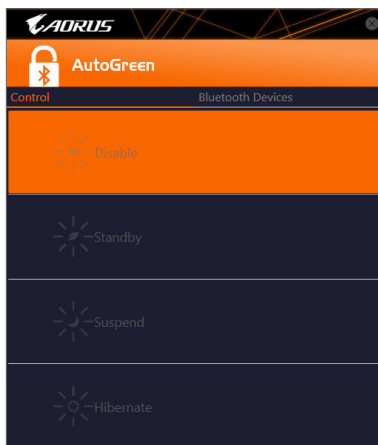 AORUS
AutoGreen
Control Bluetooth Devices
Disable
Standby
Suspend
Hibernate